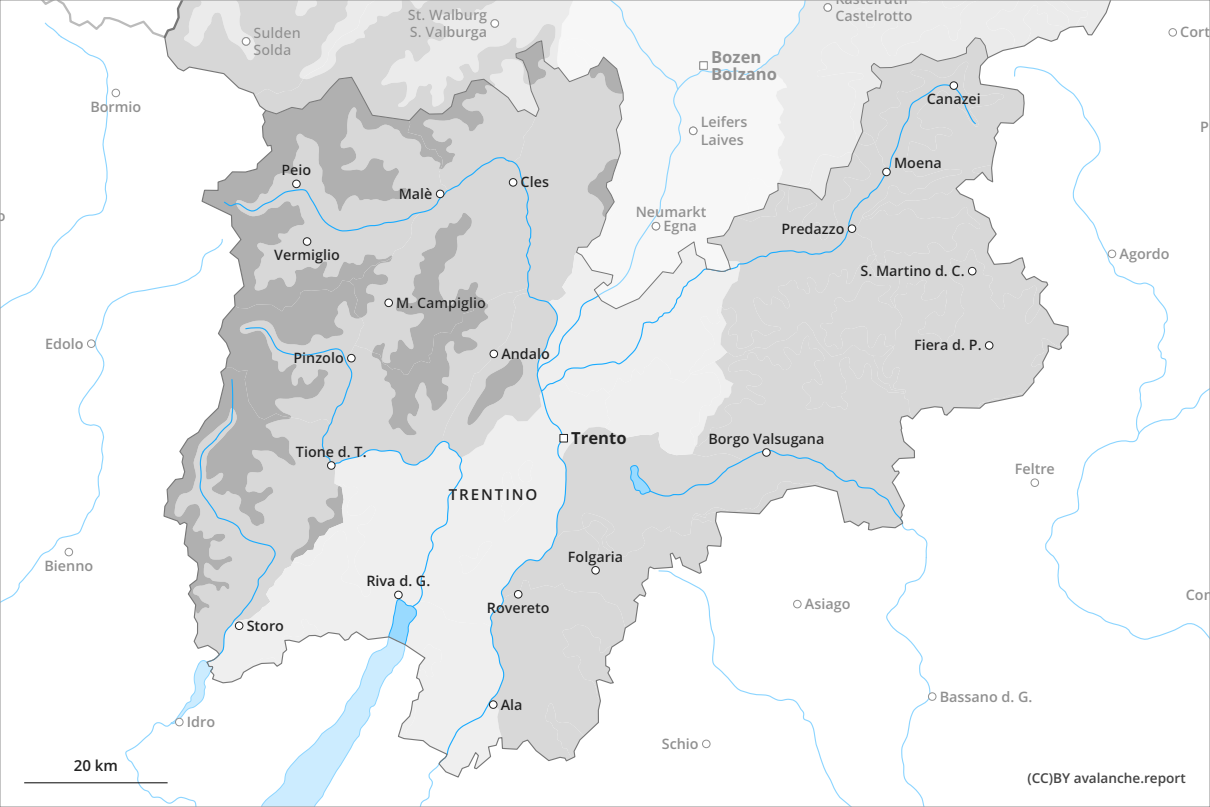 Kastelruth
Castelrotto
St. Walburg
S. Valburga
Sulden
Solda
Cort
Bozen
Bolzano
Bormio
Canazei
Leifers
Laives
P
Moena
Peio
Malè
Cles
Neumarkt
Egna
Predazzo
Vermiglio
Agordo
S. Martino d. C.
M. Campiglio
Edolo
Pinzolo
Andalo
Fiera d. P.
Trento
Borgo Valsugana
Tione d. T.
Feltre
TRENTINO
Bienno
Folgaria
Riva d. G.
Rovereto
Asiago
Cor
Storo
Bassano d. G.
Ala
Idro
Schio
20 km
(CC)BY avalanche.report